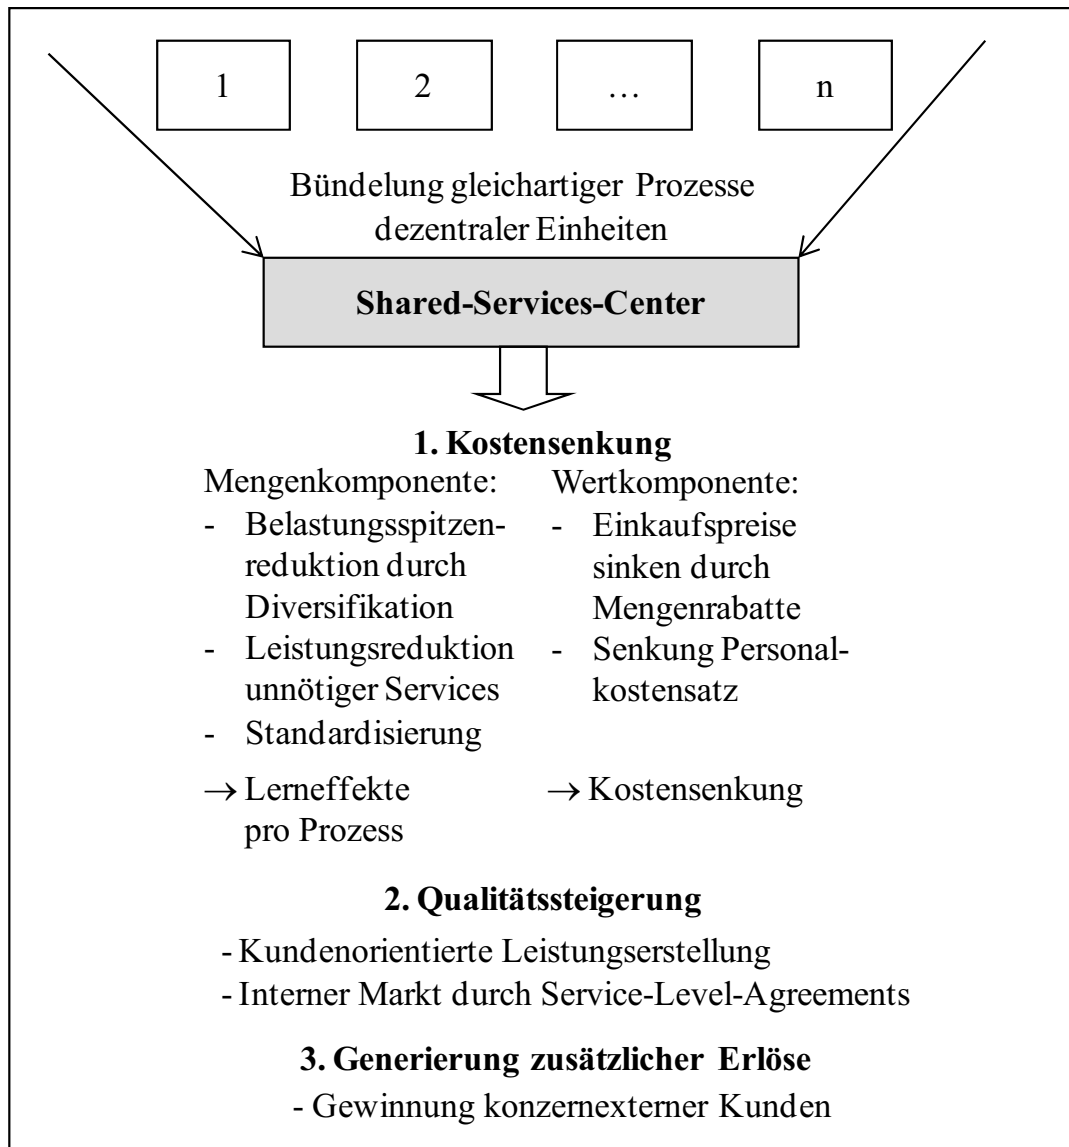 1 2 … n
Bündelung gleichartiger Prozesse
dezentraler Einheiten
Shared-Services-Center
1. Kostensenkung
Mengenkomponente:
- Belastungsspitzen-
reduktion durch
Diversifikation
- Leistungsreduktion
unnötiger Services
- Standardisierung
→ Lerneffekte
pro Prozess
Wertkomponente:
- Einkaufspreise
sinken durch
Mengenrabatte
- Senkung Personal-
kostensatz
→ Kostensenkung
2. Qualitätssteigerung
- Kundenorientierte Leistungserstellung
- Interner Markt durch Service-Level-Agreements
3. Generierung zusätzlicher Erlöse
- Gewinnung konzernexterner Kunden